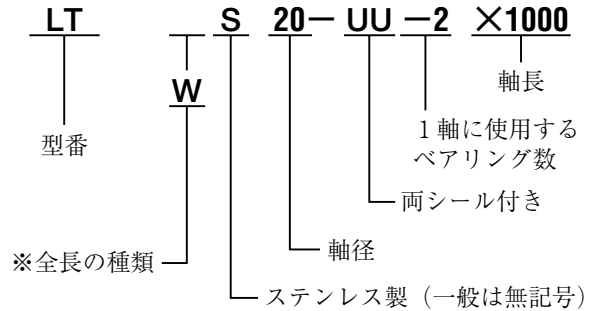 LT S 20－UU－2 ×1000
W
軸長
1軸に使用する
ベアリング数
型番
両シール付き
軸径
※全長の種類
ステンレス製（一般は無記号）